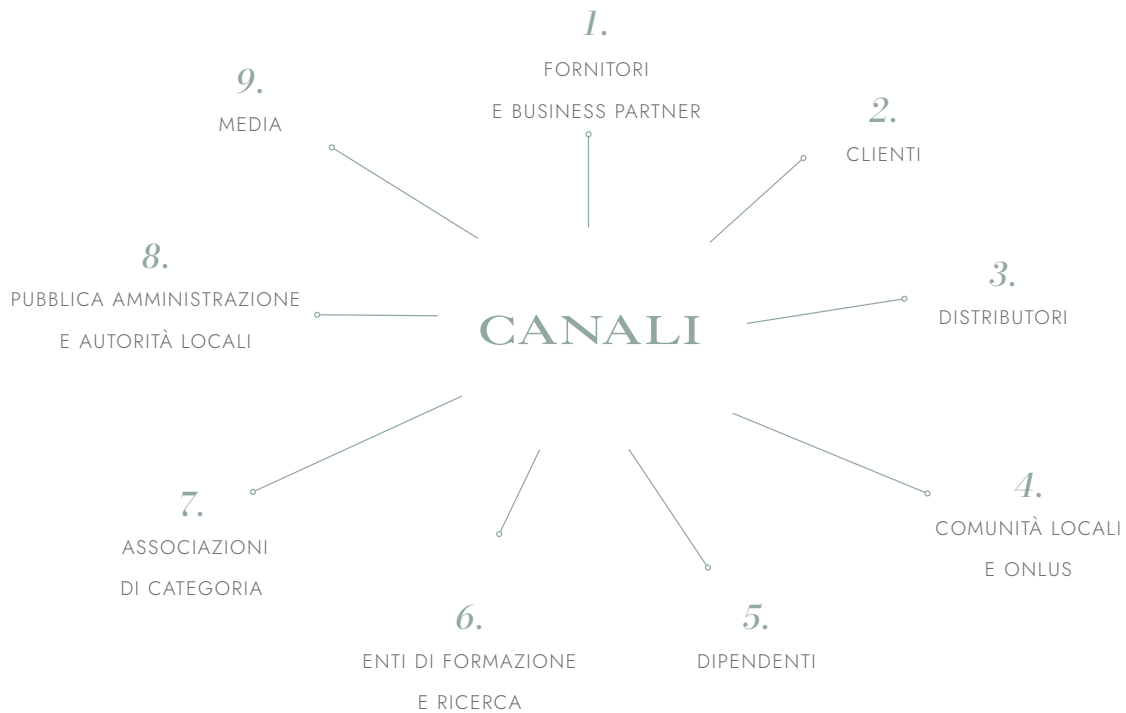 1.
FORNITORI
E BUSINESS PARTNER
2.
CLIENTI
3.
DISTRIBUTORI
4.
COMUNITÀ LOCALI
E ONLUS
5.
DIPENDENTI
6.
ENTI DI FORMAZIONE
E RICERCA
7.
ASSOCIAZIONI
DI CATEGORIA
8.
PUBBLICA AMMINISTRAZIONE
E AUTORITÀ LOCALI
9.
MEDIA
CANALI